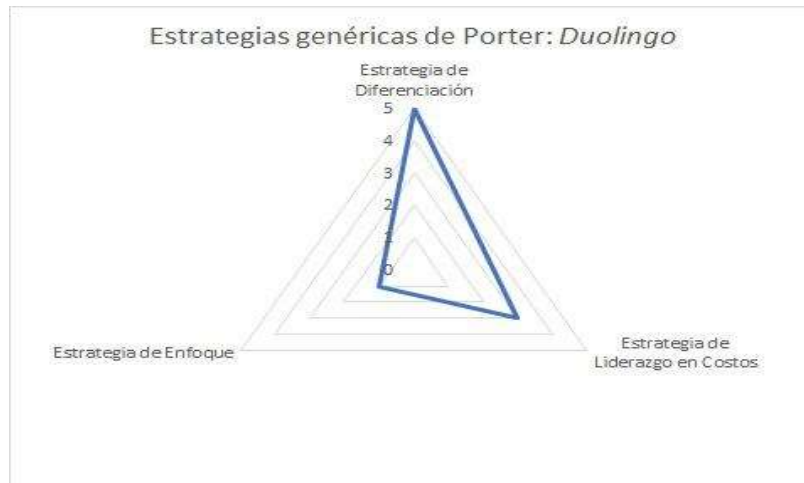 Estrategias genéricas de Porter: Duolingo
Estrategia de
Diferenciación
5
4
3
2
1
0
Estrategia de Enfoque
Estrategia de
Liderazgo en Costos